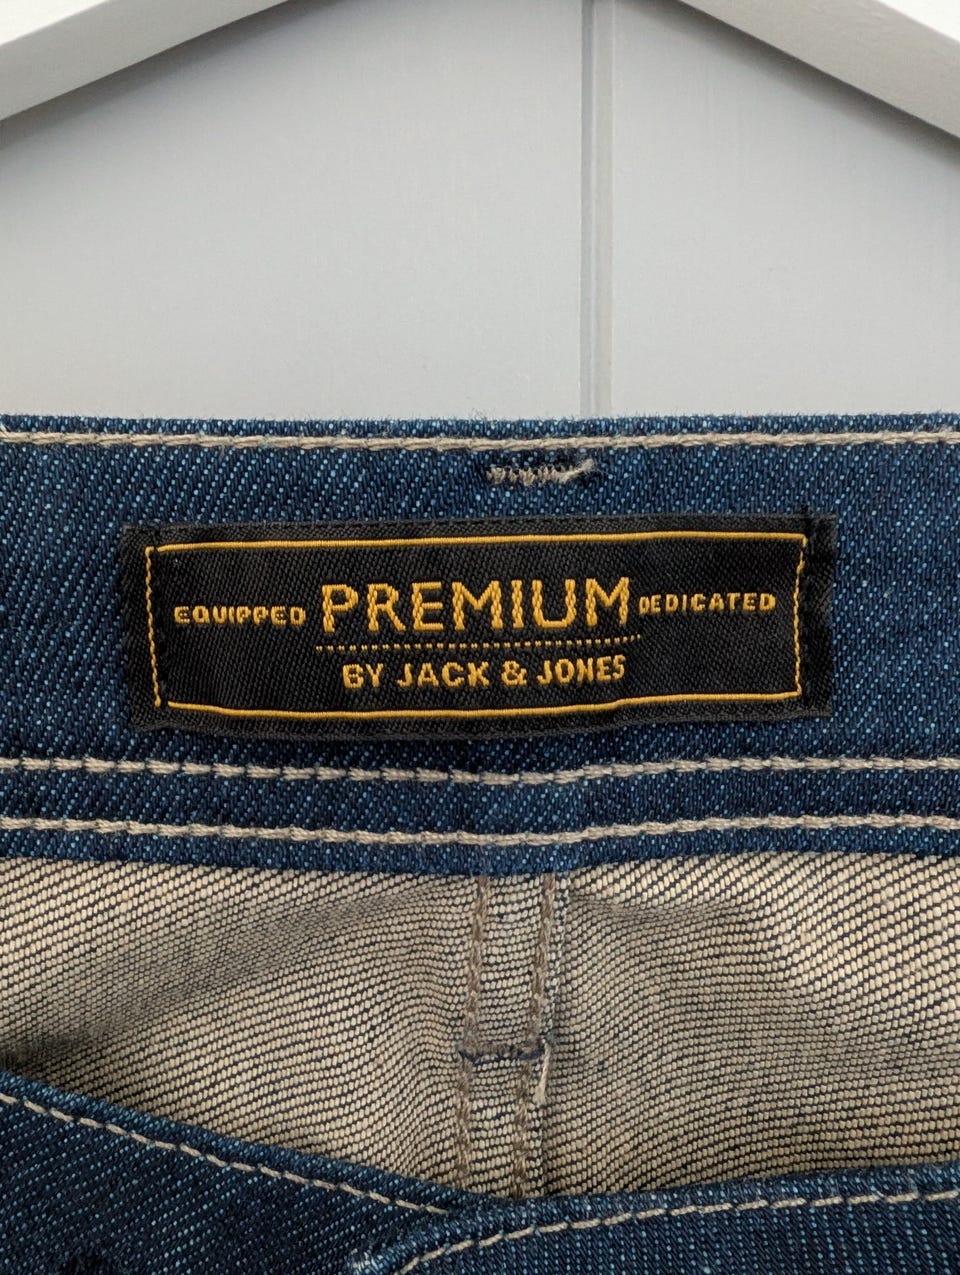 EQUIPPED PREMIUM DEDICATED
BY JACK & JONES